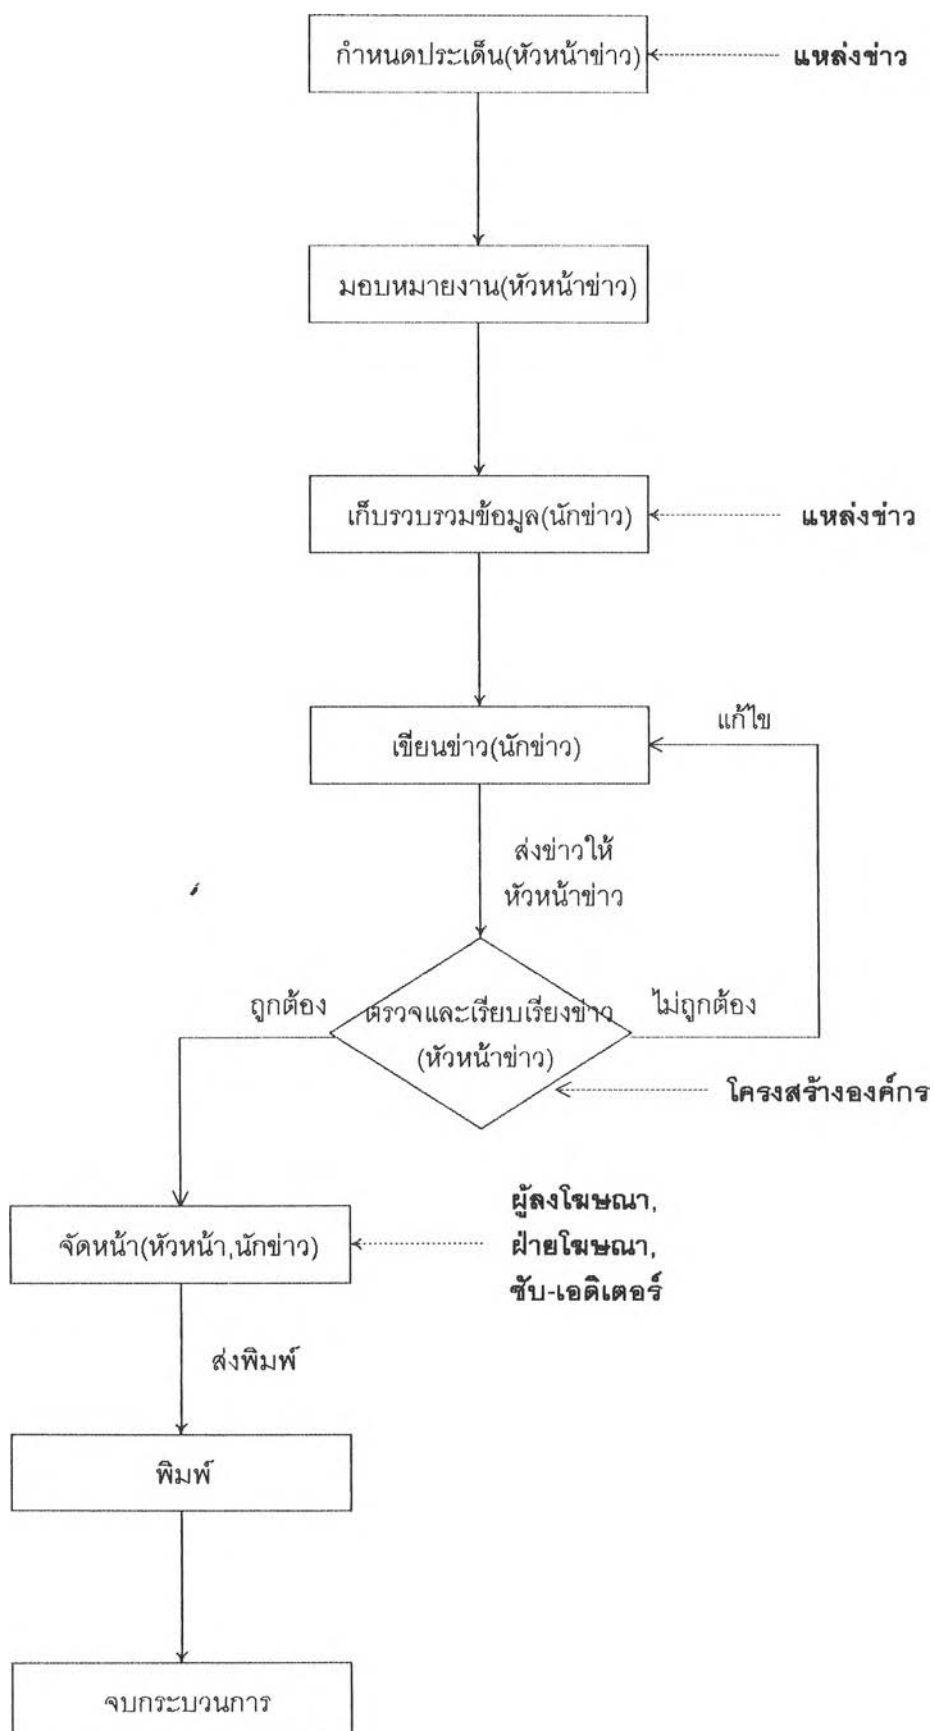 กำหนดประเด็น(หัวหน้าข่าว)
แหล่งข่าว
มอบหมายงาน(หัวหน้าข่าว)
เก็บรวบรวมข้อมูล(นักข่าว)
แหล่งข่าว
แก้ไข
เขียนข่าว(นักข่าว)
ส่งข่าวให้
หัวหน้าข่าว
ถูกต้อง
ตรวจและเรียบเรียงข่าว
(หัวหน้าข่าว)
ไม่ถูกต้อง
โครงสร้างองค์กร
จัดหน้า(หัวหน้า,นักข่าว)
ผู้ลงโฆษณา,
ฝ่ายโฆษณา,
ซับ-เอดิเตอร์
ส่งพิมพ์
พิมพ์
จบกระบวนการ